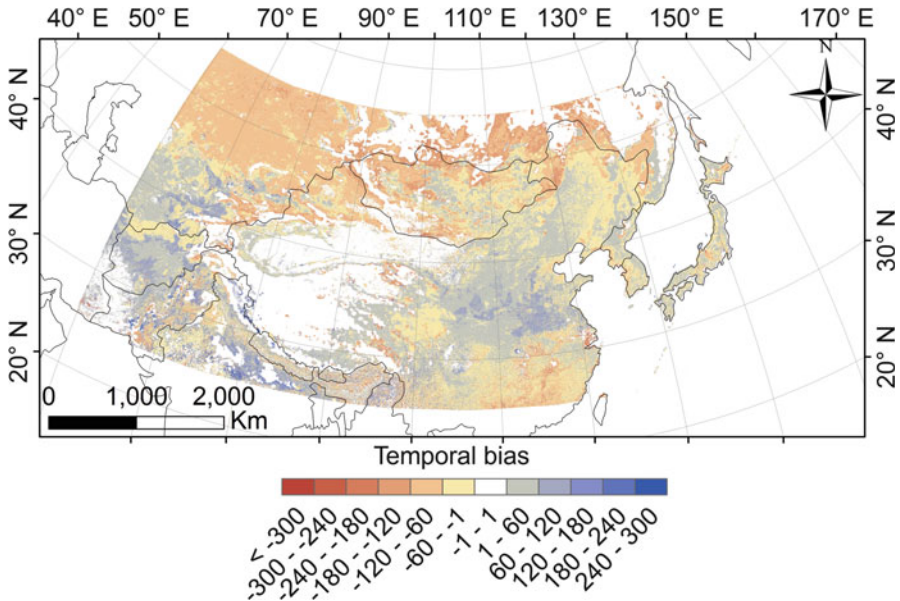 40° E 50° E 70° E 90° E 110° E 130° E 150° E 170° E
N
40° N
30° N
20° N
40° N
30° N
20° N
0 1,000 2,000
Km
Temporal bias
< -300
-300 - -240
-240 - -180
-180 - -120
-120 - -60
-60 - -1
-1 - 1
1 - 60
60 - 120
120 - 180
180 - 240
240 - 300